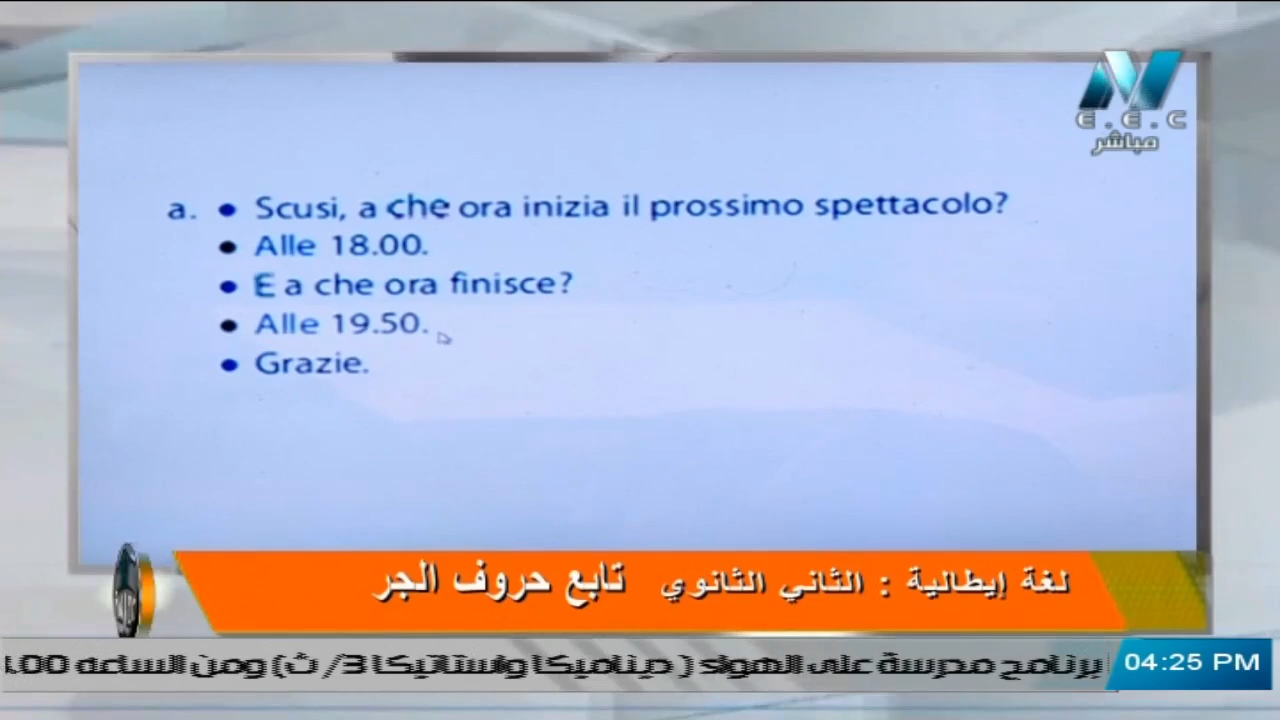 E.E.C
مباشر
a. • Scusi, a che ora inizia il prossimo spettacolo?
• Alle 18.00.
• E a che ora finisce?
• Alle 19.50.
• Grazie.
لغة إيطالية : الثاني الثانوي تابع حروف الجر
برنامج مدرسة على الهواء ( ديناميكا واستاتيكا 3/ ث) ومن الساعه
04:25 PM